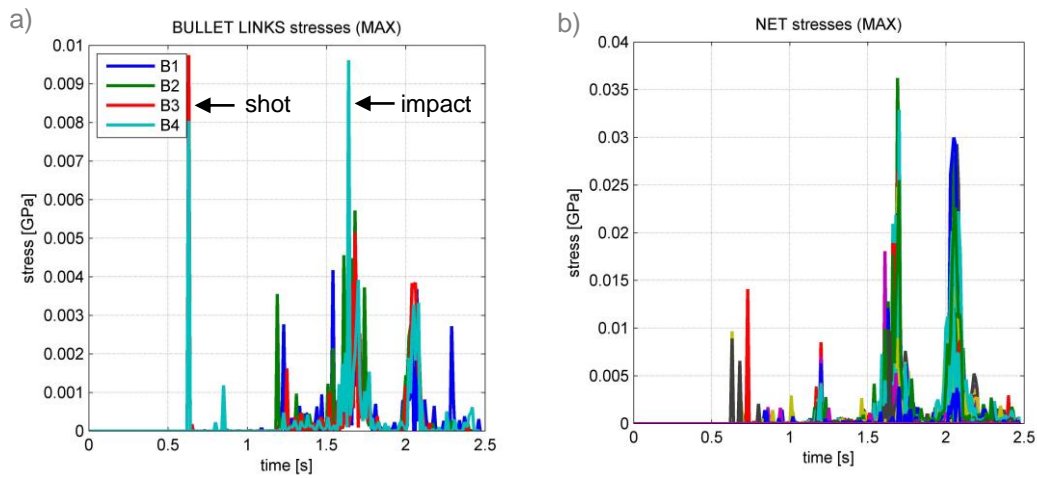 a)
BULLET LINKS stresses (MAX)
0.01
0.009
0.008
0.007
0.006
0.005
0.004
0.003
0.002
0.001
0
B1
B2
B3
B4
shot
impact
stress [GPa]
0 0.5 1 1.5 2 2.5
time [s]
b)
NET stresses (MAX)
0.04
0.035
0.03
0.025
0.02
0.015
0.01
0.005
0
stress [GPa]
0 0.5 1 1.5 2 2.5
time [s]